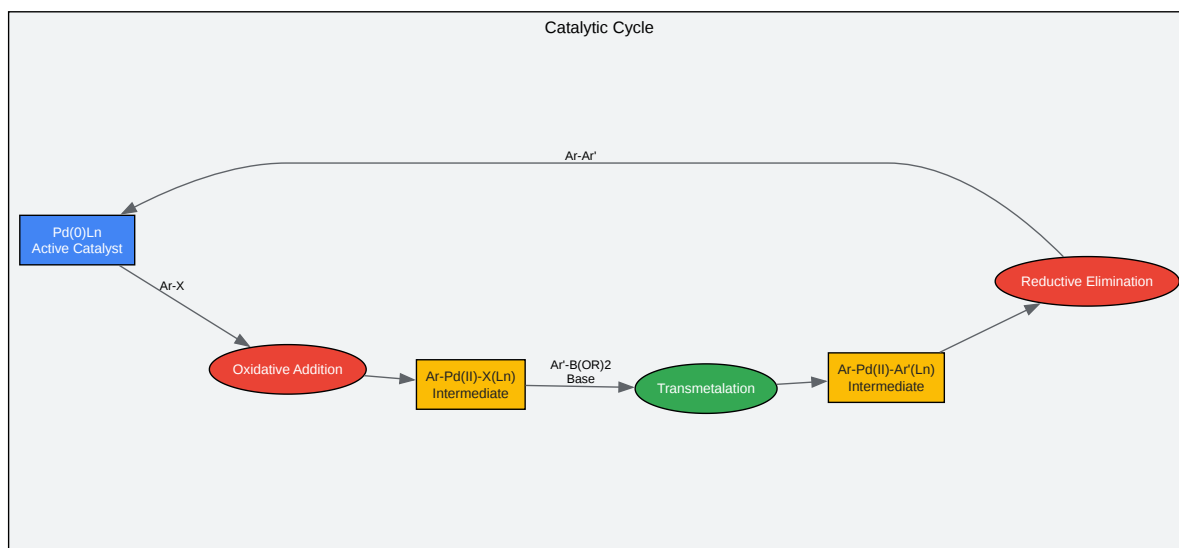 Catalytic Cycle
Ar-Ar'
Pd(0)Ln
Active Catalyst
Ar-X
Reductive Elimination
Oxidative Addition
Ar-Pd(II)-X(Ln)
Intermediate
Ar'-B(OR)2
Base
Transmetalation
Ar-Pd(II)-Ar'(Ln)
Intermediate